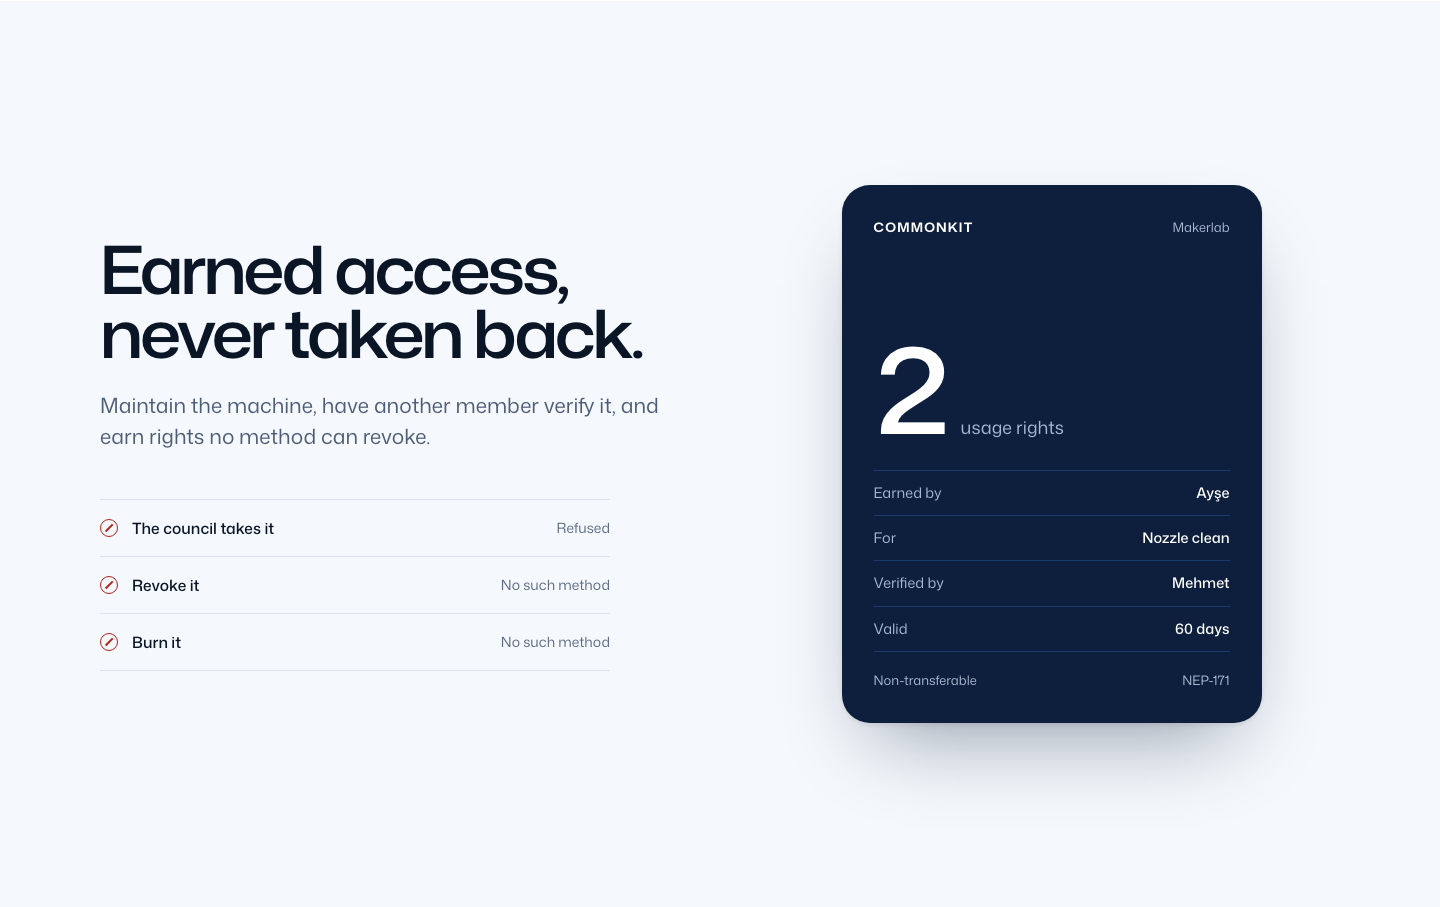 Earned access,
never taken back.
Maintain the machine, have another member verify it, and
earn rights no method can revoke.
The council takes it Refused
Revoke it No such method
Burn it No such method
COMMONKIT Makerlab
2 usage rights
Earned by Ayşe
For Nozzle clean
Verified by Mehmet
Valid 60 days
Non-transferable NEP-171